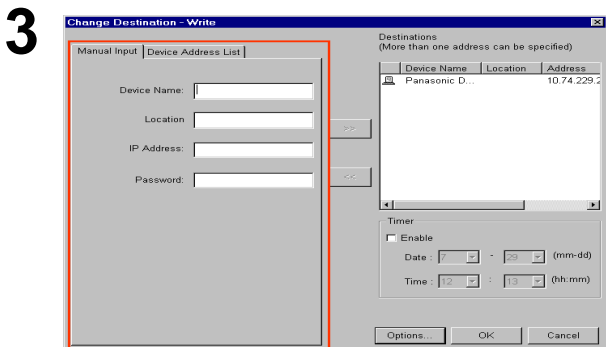 3
Change Destination - Write
Manual Input
Device Address List
Device Name:
Location
IP Address:
Password:
>>
<<
Destinations
(More than one address can be specified)
Device Name Location Address
Panasonic D... 10.74.229.2
Timer
Enable
Date : 7 - 29 (mm-dd)
Time : 12 : 13 (hh:mm)
Options... OK Cancel